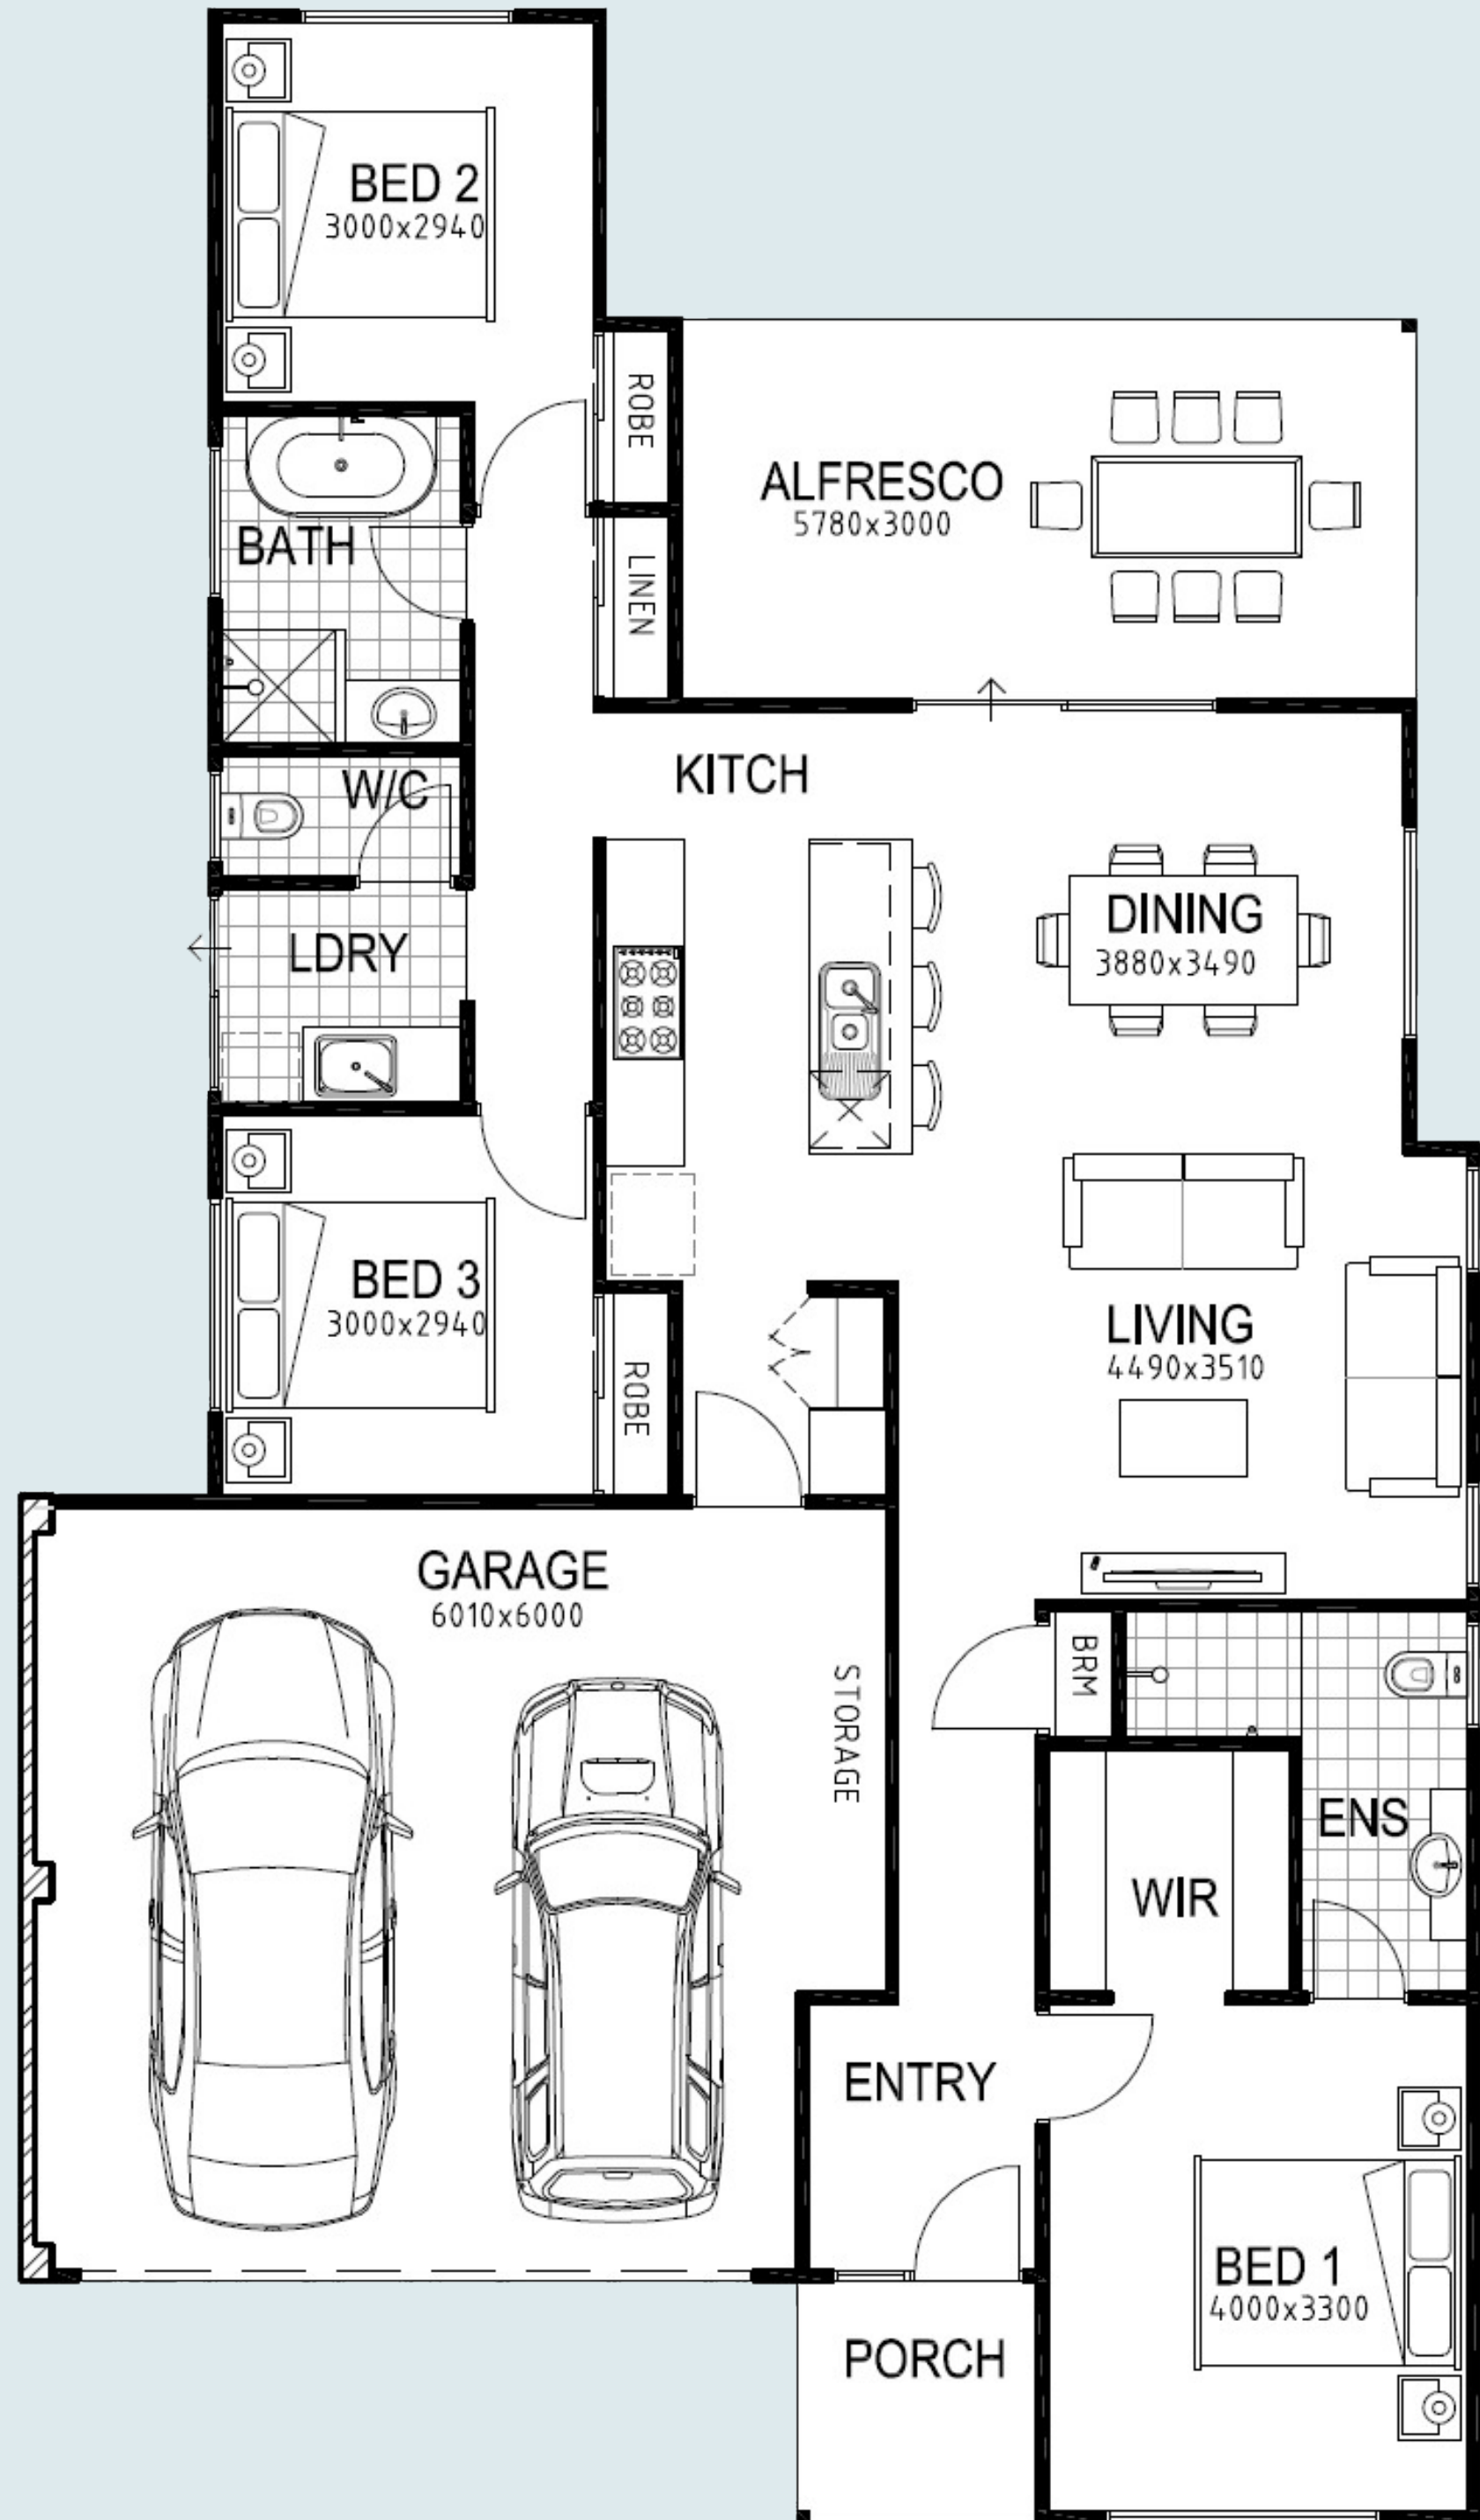 BED 2
3000x2940
ROBE
ALFRESCO
5780x3000
BATH
LINEN
KITCH
W/C
DINING
3880x3490
LDRY
BED 3
3000x2940
LIVING
4490x3510
ROBE
GARAGE
6010x6000
BRM
STORAGE
ENS
WIR
ENTRY
BED 1
4000x3300
PORCH